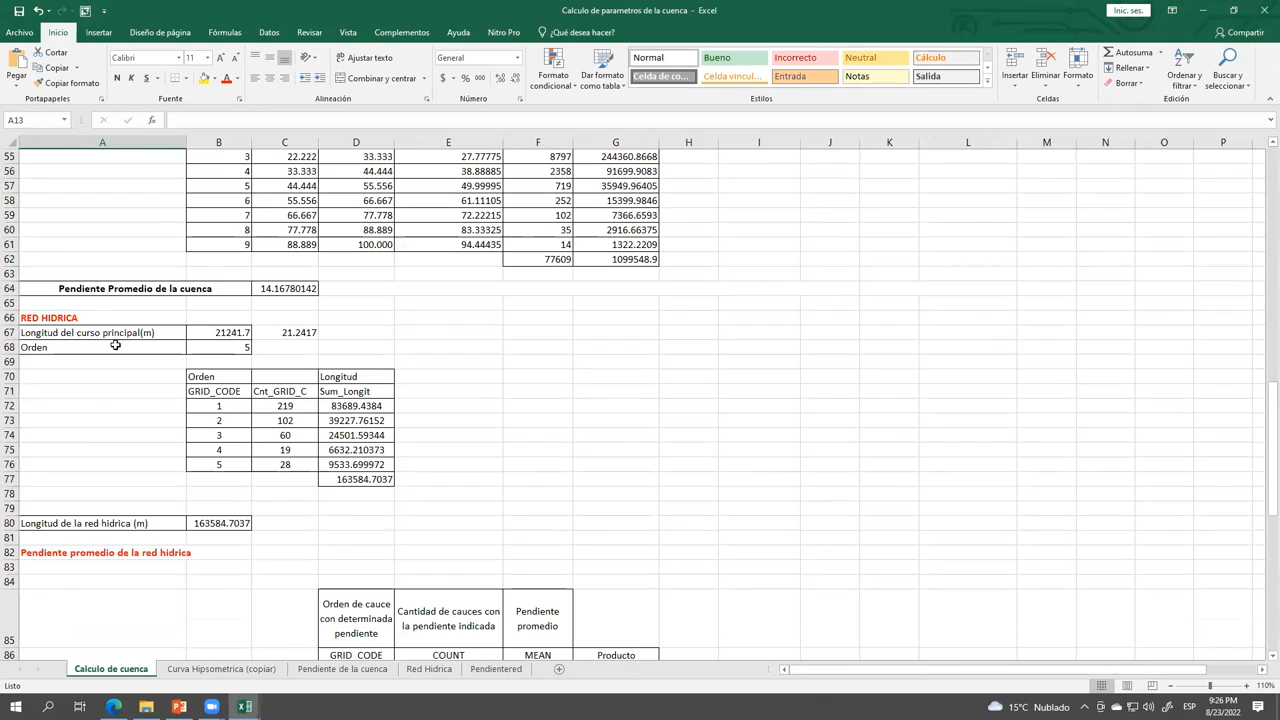 Calculo de parametros de la cuenca - Excel
Inic. ses.
Archivo Inicio Insertar Diseño de página Fórmulas Datos Revisar Vista Complementos Ayuda Nitro Pro ¿Qué desea hacer? Compartir
Pegar
Cortar
Copiar
Copiar formato
Portapapeles
Calibri 11
N K S
Fuente
Ajustar texto
Combinar y centrar
Alineación
General
$ % 000
Número
Formato condicional
Dar formato como tabla
Normal Bueno Incorrecto Neutral Cálculo
Celda de co... Celda vincul... Entrada Notas Salida
Estilos
Insertar Eliminar Formato
Celdas
Autosuma
Rellenar
Borrar
Ordenar y filtrar
Buscar y seleccionar
Edición
A13 fx
A B C D E F G H I J K L M N O P
55 3 22.222 33.333 27.77775 8797 244360.8668
56 4 33.333 44.444 38.88885 2358 91699.9083
57 5 44.444 55.556 49.99995 719 35949.96405
58 6 55.556 66.667 61.11105 252 15399.9846
59 7 66.667 77.778 72.22215 102 7366.6593
60 8 77.778 88.889 83.33325 35 2916.66375
61 9 88.889 100.000 94.44435 14 1322.2209
62 77609 1099548.9
63
64 Pendiente Promedio de la cuenca 14.16780142
65
66 RED HIDRICA
67 Longitud del curso principal(m) 21241.7 21.2417
68 Orden 5
69
70 Orden Longitud
71 GRID_CODE Cnt_GRID_C Sum_Longit
72 1 219 83689.4384
73 2 102 39227.76152
74 3 60 24501.59344
75 4 19 6632.210373
76 5 28 9533.699972
77 163584.7037
78
79
80 Longitud de la red hidrica (m) 163584.7037
81
82 Pendiente promedio de la red hidrica
83
84
85 Orden de cauce con determinada pendiente Cantidad de cauces con la pendiente indicada Pendiente promedio
86 GRID_CODE COUNT MEAN Producto
Calculo de cuenca Curva Hipsometrica (copiar) Pendiente de la cuenca Red Hidrica Pendientered
Listo 110%
15°C Nublado ESP 9:26 PM 8/23/2022